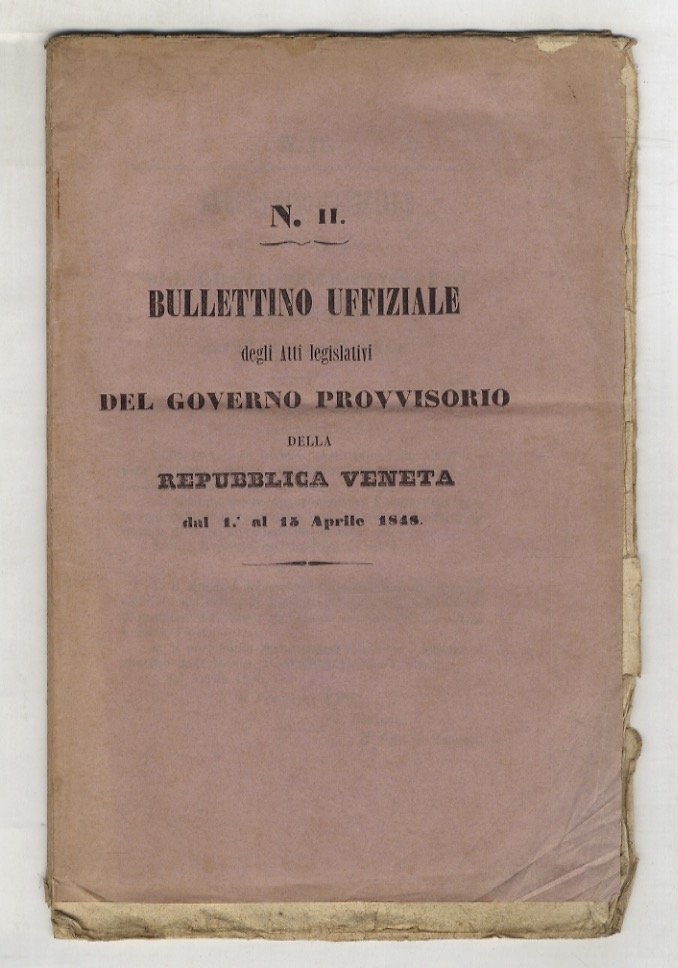 N. II.
BULLETTINO UFFIZIALE
degli Atti legislativi
DEL GOVERNO PROVVISORIO
DELLA
REPUBBLICA VENETA
dal 1.° al 15 Aprile 1848.